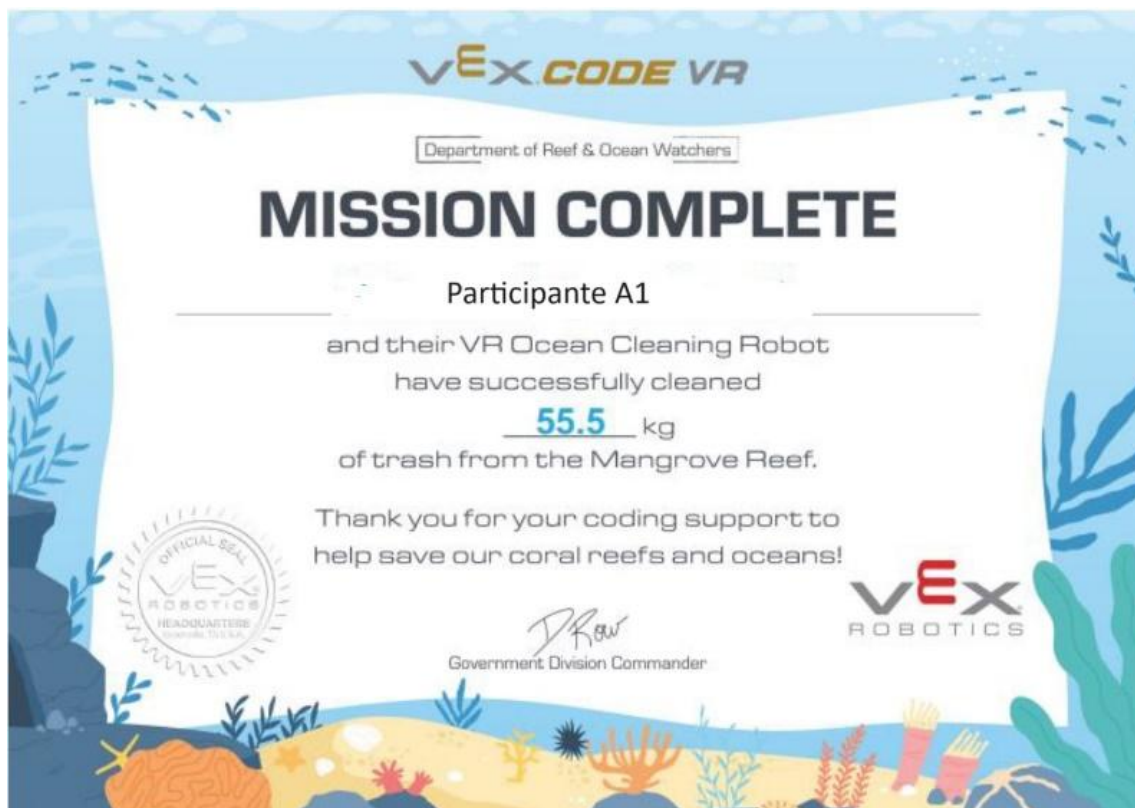 VEX CODE VR
Department of Reef & Ocean Watchers
MISSION COMPLETE
Participante A1
and their VR Ocean Cleaning Robot
have successfully cleaned
55.5 kg
of trash from the Mangrove Reef.
Thank you for your coding support to
help save our coral reefs and oceans!
OFFICIAL SEAL
VEX
ROBOTICS
HEADQUARTERS
D Row
Government Division Commander
VEX
ROBOTICS